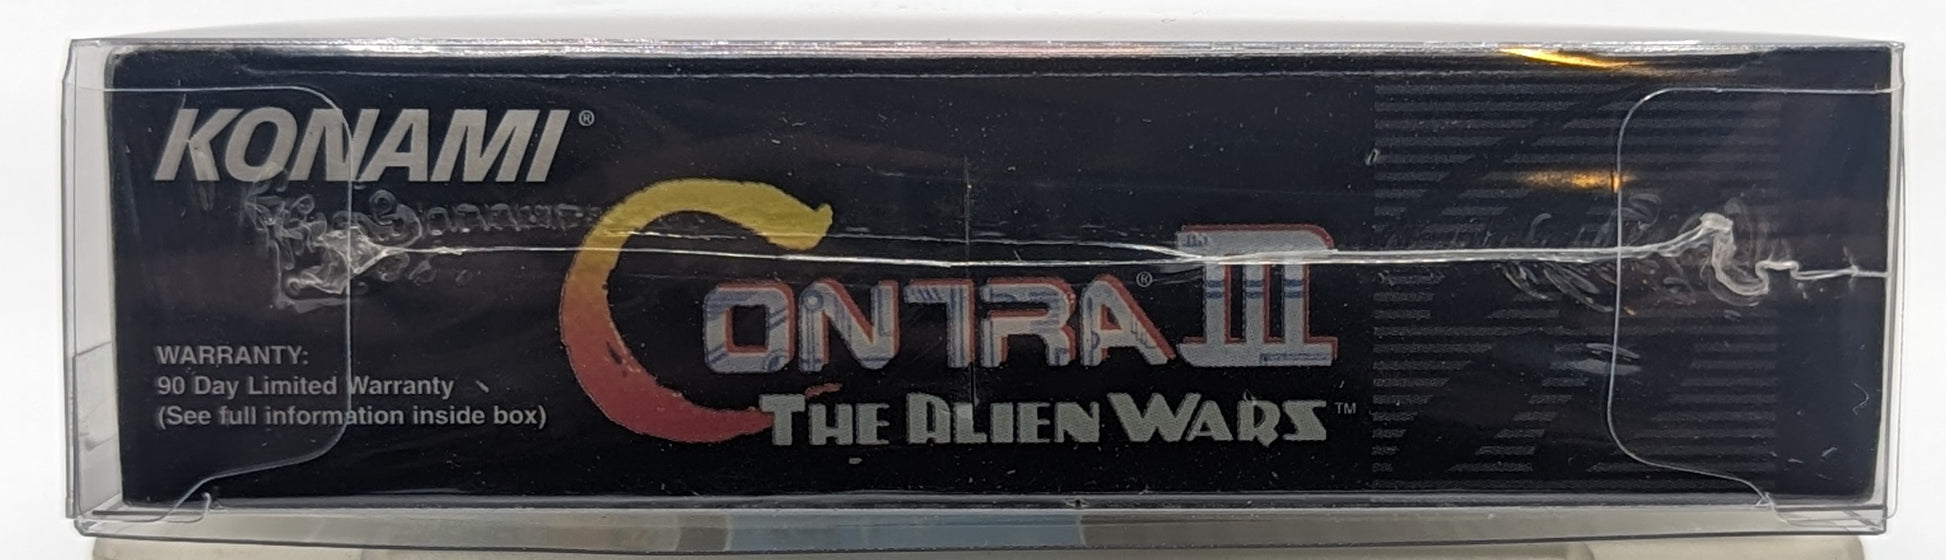 KONAMI®
CONTRA® III
THE ALIEN WARS™
WARRANTY:
90 Day Limited Warranty
(See full information inside box)